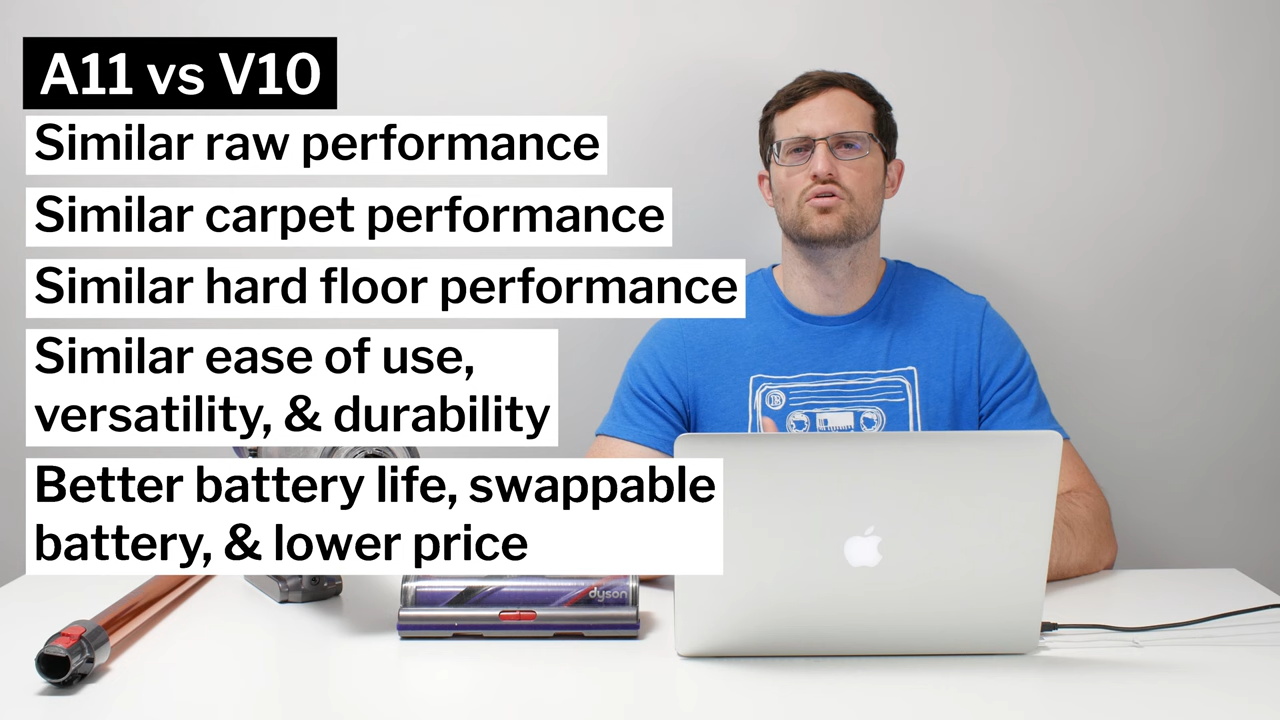 A11 vs V10
Similar raw performance
Similar carpet performance
Similar hard floor performance
Similar ease of use,
versatility, & durability
Better battery life, swappable
battery, & lower price
dyson